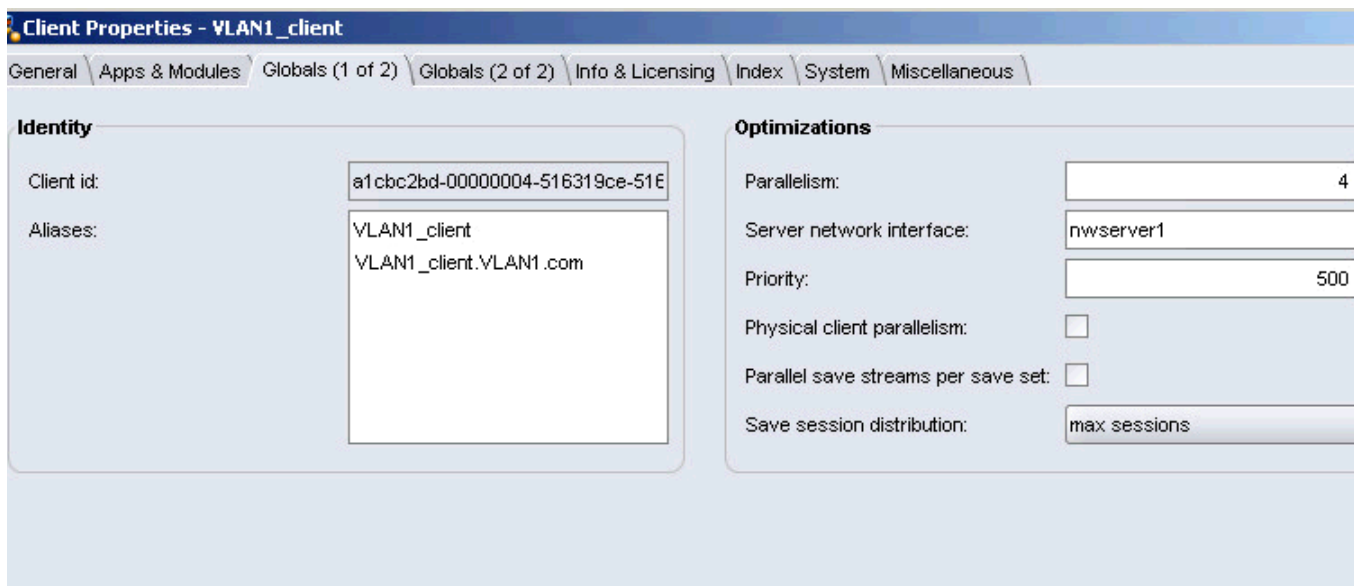 Client Properties - VLAN1_client
General Apps & Modules Globals (1 of 2) Globals (2 of 2) Info & Licensing Index System Miscellaneous
Identity
Client id: a1cbc2bd-00000004-516319ce-516
Aliases: VLAN1_client
VLAN1_client.VLAN1.com
Optimizations
Parallelism: 4
Server network interface: nwserver1
Priority: 500
Physical client parallelism:
Parallel save streams per save set:
Save session distribution: max sessions